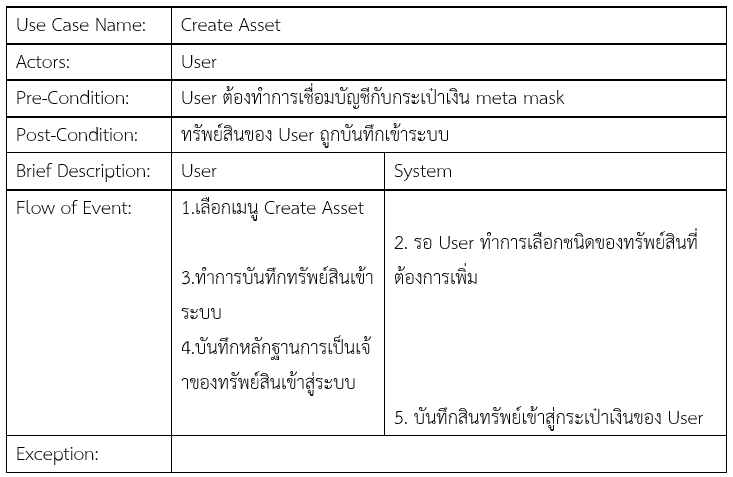 Use Case Name: Create Asset
Actors: User
Pre-Condition: User ต้องทำการเชื่อมบัญชีกับกระเป๋าเงิน meta mask
Post-Condition: ทรัพย์สินของ User ถูกบันทึกเข้าระบบ
Brief Description: User System
Flow of Event: 1.เลือกเมนู Create Asset
2. รอ User ทำการเลือกชนิดของทรัพย์สินที่
ต้องการเพิ่ม
3.ทำการบันทึกทรัพย์สินเข้า
ระบบ
4.บันทึกหลักฐานการเป็นเจ้
าของทรัพย์สินเข้าสู่ระบบ
5. บันทึกสินทรัพย์เข้าสู่กระเป๋าเงินของ User
Exception: